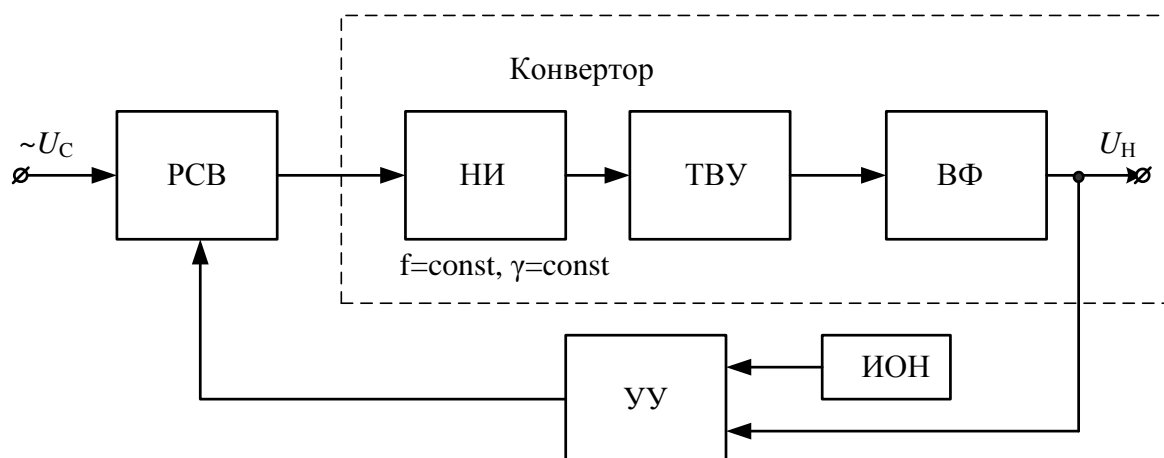 Конвертор
~UС
РСВ
НИ
ТВУ
ВФ
UН
f=const, γ=const
ИОН
УУ